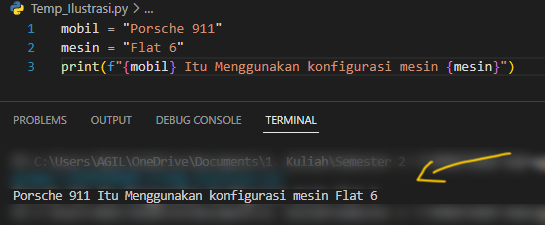 Temp_Ilustrasi.py > ...
1 mobil = "Porsche 911"
2 mesin = "Flat 6"
3 print(f"{mobil} Itu Menggunakan konfigurasi mesin {mesin}")
PROBLEMS OUTPUT DEBUG CONSOLE TERMINAL
C:\Users\AGIL\OneDrive\Documents\1 Kuliah\Semester 2
Porsche 911 Itu Menggunakan konfigurasi mesin Flat 6